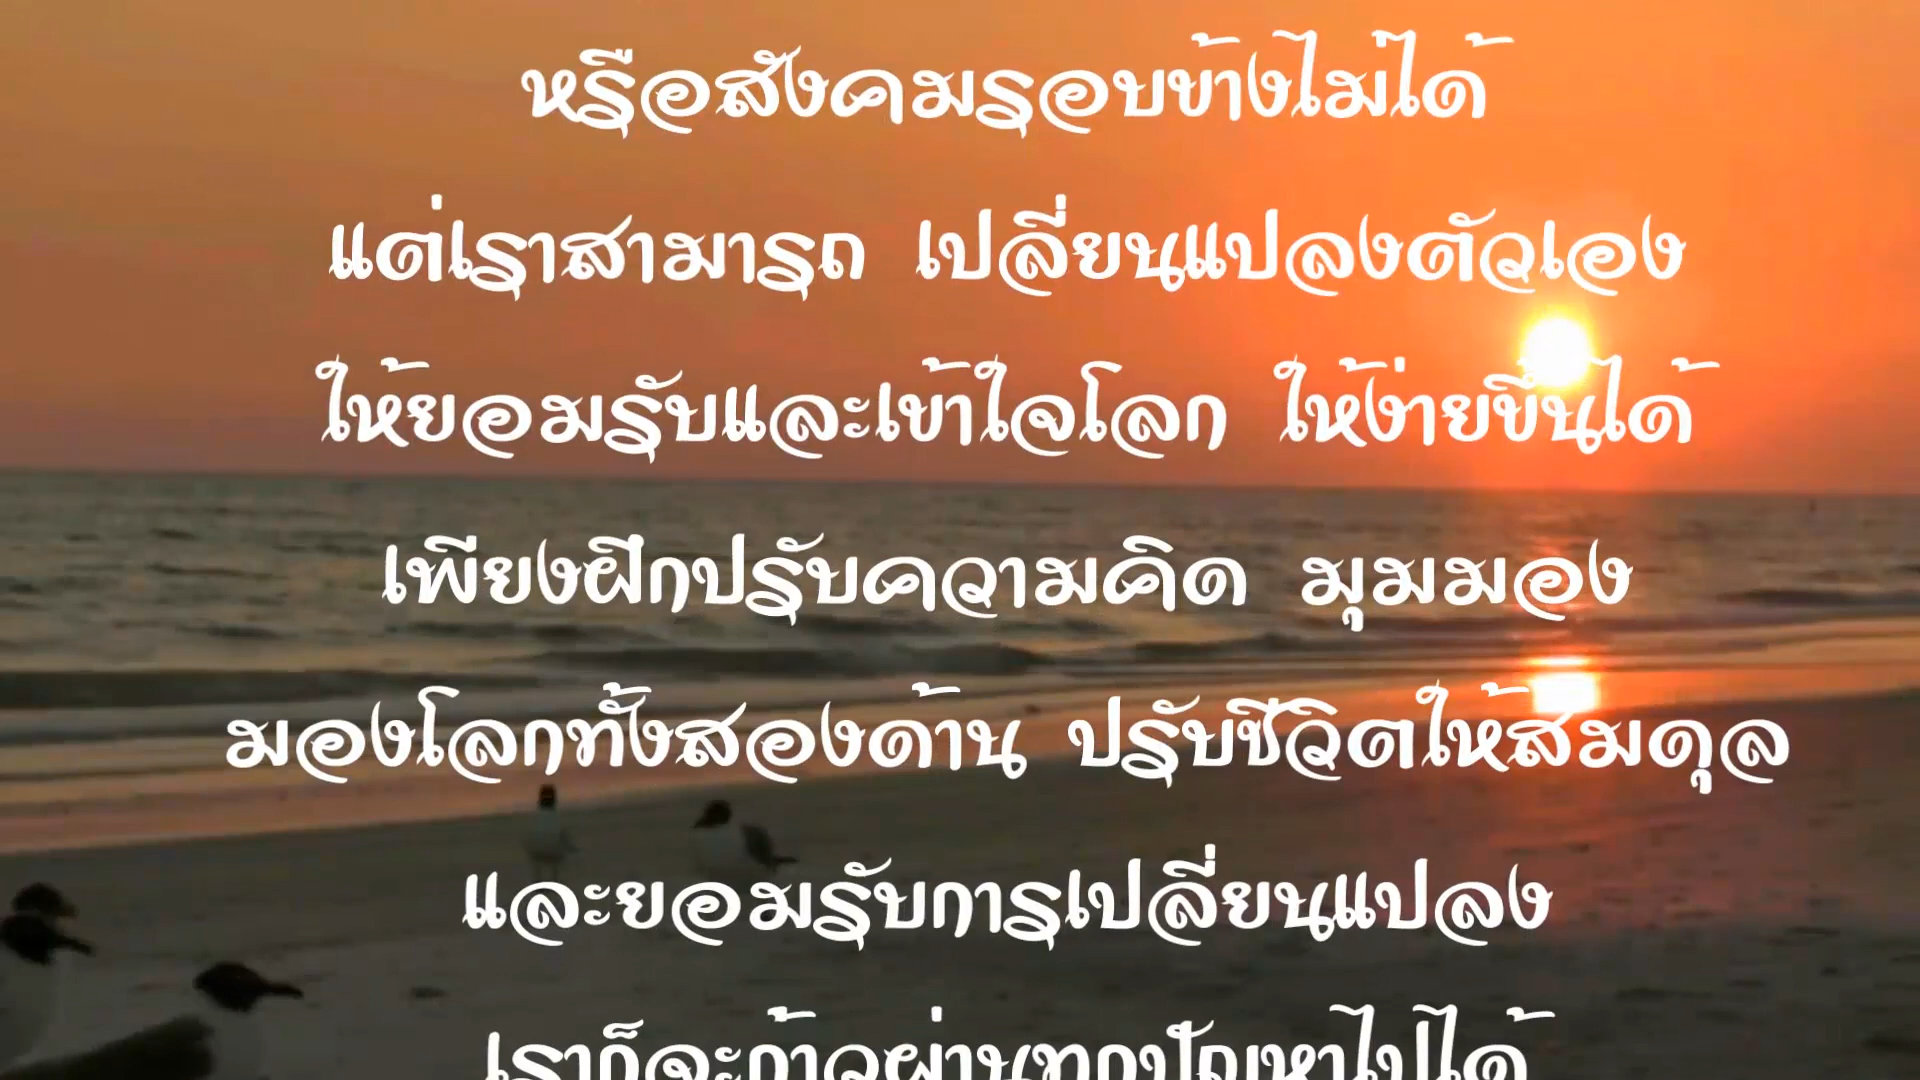 หรือสังคมรอบข้างไม่ได้
แต่เราสามารถ เปลี่ยนแปลงตัวเอง
ให้ยอมรับและเข้าใจโลก ให้ง่ายขึ้นได้
เพียงฝึกปรับความคิด มุมมอง
มองโลกทั้งสองด้าน ปรับชีวิตให้สมดุล
และยอมรับการเปลี่ยนแปลง
เราก็จะก้าวผ่านทุกปัญหาไปได้